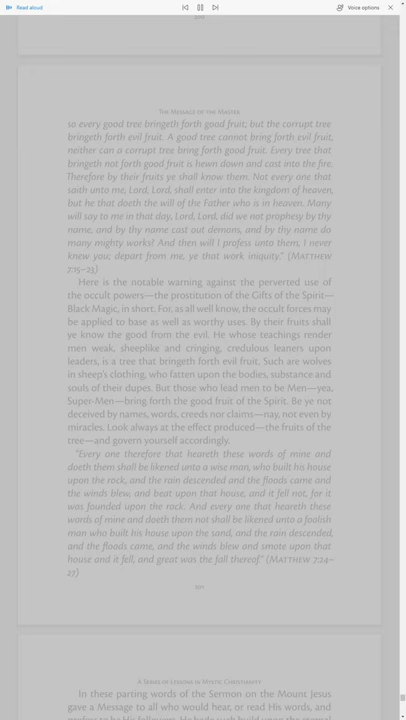 Read aloud
Voice options
The Message of the Master
so every good tree bringeth forth good fruit; but the corrupt tree
bringeth forth evil fruit. A good tree cannot bring forth evil fruit,
neither can a corrupt tree bring forth good fruit. Every tree that
bringeth not forth good fruit is hewn down and cast into the fire.
Therefore by their fruits ye shall know them. Not every one that
saith unto me, Lord, Lord, shall enter into the kingdom of heaven,
but he that doeth the will of the Father who is in heaven. Many
will say to me in that day, Lord, Lord, did we not prophesy by thy
name, and by thy name cast out demons, and by thy name do
many mighty works? And then will I profess unto them, I never
knew you; depart from me, ye that work iniquity." (Matthew
7:15–23)
Here is the notable warning against the perverted use of
the occult powers—the prostitution of the Gifts of the Spirit—
Black Magic, in short. For, as all well know, the occult forces may
be applied to base as well as worthy uses. By their fruits shall
ye know the good from the evil. He whose teachings render
men weak, sheeplike and cringing, credulous leaners upon
leaders, is a tree that bringeth forth evil fruit. Such are wolves
in sheep's clothing, who fatten upon the bodies, substance and
souls of their dupes. But those who lead men to be Men—yea,
Super-Men—bring forth the good fruit of the Spirit. Be ye not
deceived by names, words, creeds nor claims—nay, not even by
miracles. Look always at the effect produced—the fruits of the
tree—and govern yourself accordingly.
"Every one therefore that heareth these words of mine and
doeth them shall be likened unto a wise man, who built his house
upon the rock, and the rain descended and the floods came and
the winds blew, and beat upon that house, and it fell not, for it
was founded upon the rock. And every one that heareth these
words of mine and doeth them not shall be likened unto a foolish
man who built his house upon the sand, and the rain descended,
and the floods came, and the winds blew and smote upon that
house and it fell, and great was the fall thereof." (Matthew 7:24–
27)
A Series of Lessons in Mystic Christianity
In these parting words of the Sermon on the Mount Jesus
gave a Message to all who would hear, or read His words, and